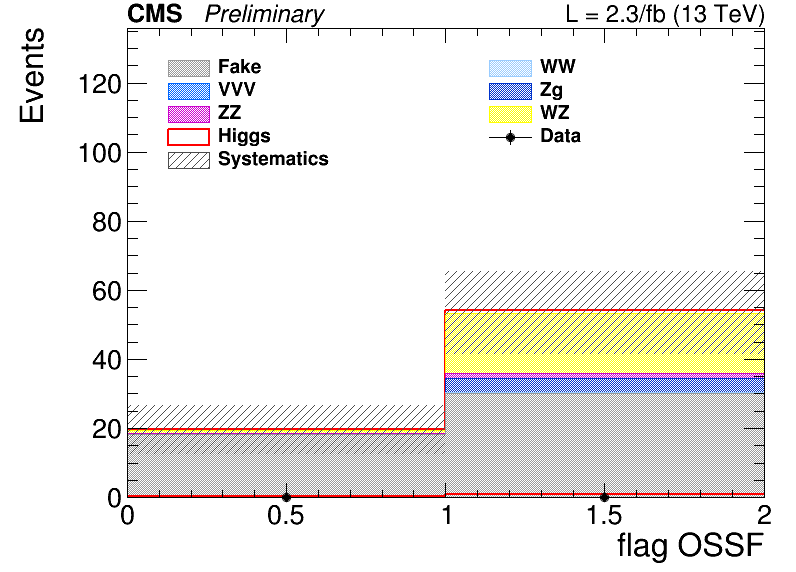 CMS Preliminary L = 2.3/fb (13 TeV)
Events
Fake WW
VVV Zg
ZZ WZ
Higgs Data
Systematics
120
100
80
60
40
20
0
0 0.5 1 1.5 2
flag OSSF